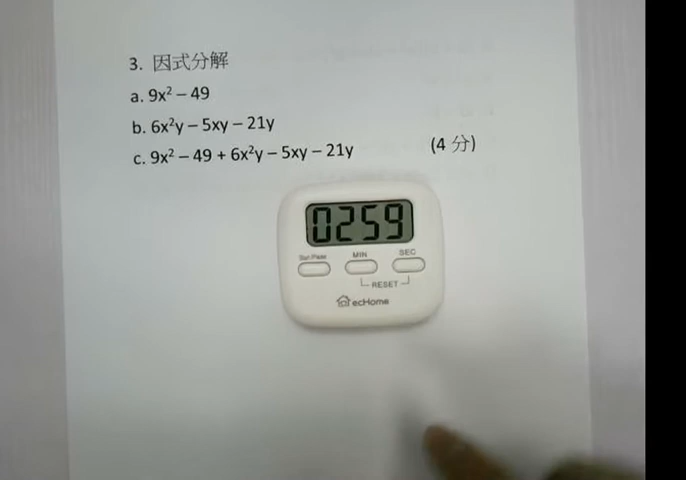 3. 因式分解
a. 9x² – 49
b. 6x²y – 5xy – 21y
c. 9x² – 49 + 6x²y – 5xy – 21y (4 分)
0259
Start/Pause MIN SEC
RESET
ecHome